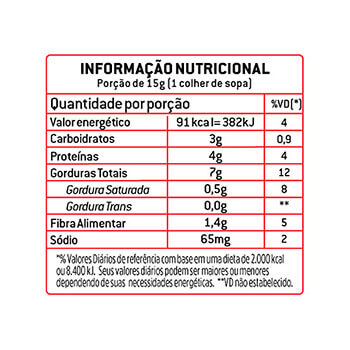 INFORMAÇÃO NUTRICIONAL
Porção de 15g (1 colher de sopa)
Quantidade por porção %VD(*)
Valor energético 91 kcal= 382kJ 4
Carboidratos 3g 0,9
Proteínas 4g 4
Gorduras Totais 7g 12
Gordura Saturada 0,5g 8
Gordura Trans 0,0g **
Fibra Alimentar 1,4g 5
Sódio 65mg 2
*% Valores Diários de referência com base em uma dieta de 2.000 kcal
ou 8.400 kJ. Seus valores diários podem ser maiores ou menores
dependendo de suas necessidades energéticas. **VD não estabelecido.